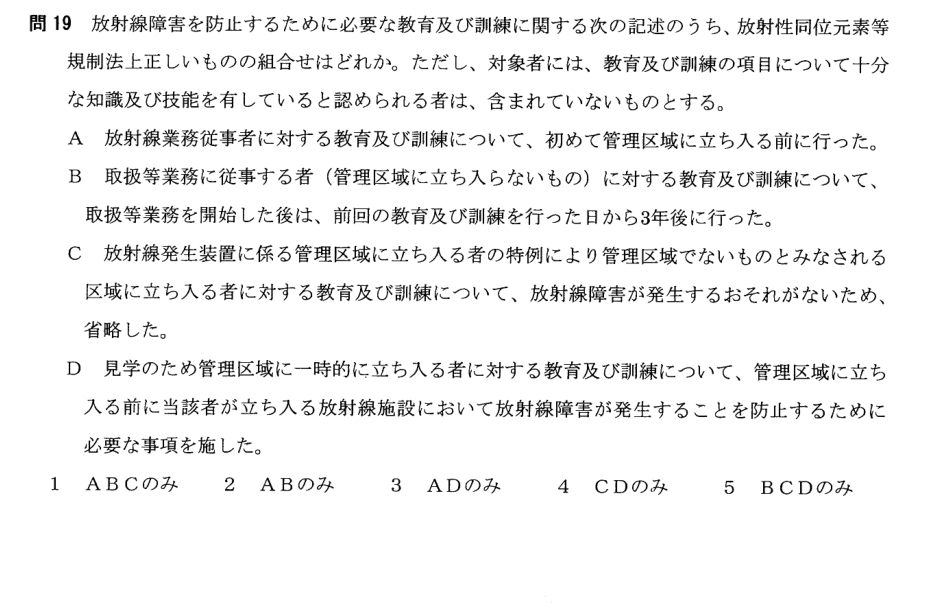 問19 放射線障害を防止するために必要な教育及び訓練に関する次の記述のうち、放射性同位元素等
規制法上正しいものの組合せはどれか。ただし、対象者には、教育及び訓練の項目について十分
な知識及び技能を有していると認められる者は、含まれていないものとする。
A 放射線業務従事者に対する教育及び訓練について、初めて管理区域に立ち入る前に行った。
B 取扱等業務に従事する者（管理区域に立ち入らないもの）に対する教育及び訓練について、
取扱等業務を開始した後は、前回の教育及び訓練を行った日から3年後に行った。
C 放射線発生装置に係る管理区域に立ち入る者の特例により管理区域でないものとみなされる
区域に立ち入る者に対する教育及び訓練について、放射線障害が発生するおそれがないため、
省略した。
D 見学のため管理区域に一時的に立ち入る者に対する教育及び訓練について、管理区域に立ち
入る前に当該者が立ち入る放射線施設において放射線障害が発生することを防止するために
必要な事項を施した。
1 ABCのみ 2 ABのみ 3 ADのみ 4 CDのみ 5 BCDのみ